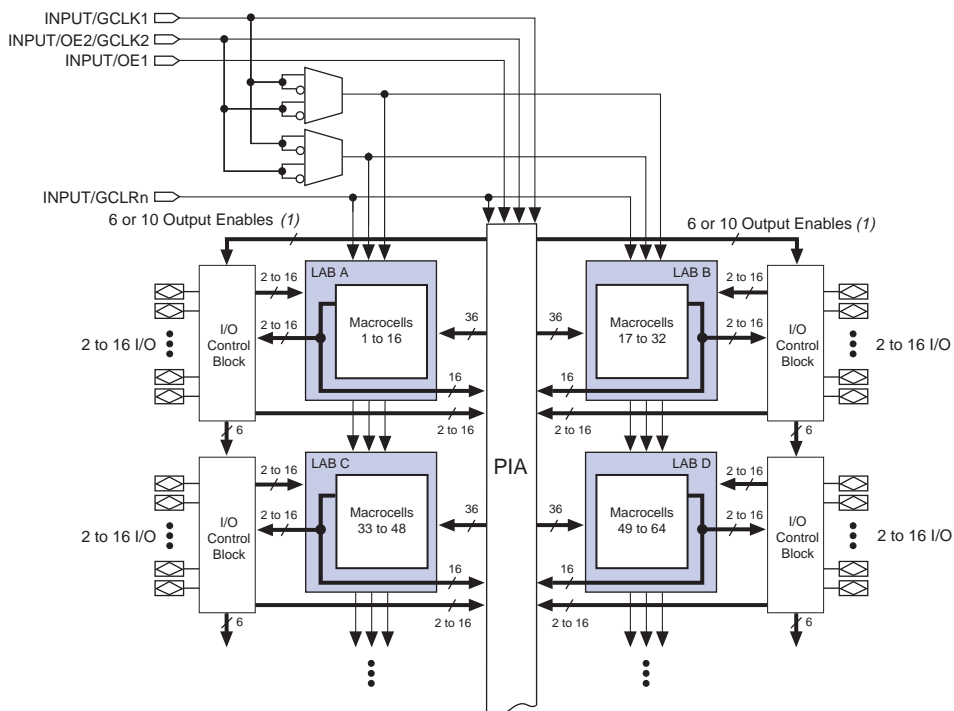 INPUT/GCLK1
INPUT/OE2/GCLK2
INPUT/OE1
INPUT/GCLRn
6 or 10 Output Enables (1)
6 or 10 Output Enables (1)
LAB A
LAB B
2 to 16
2 to 16
2 to 16 I/O
I/O
Control
Block
2 to 16
Macrocells
1 to 16
36
36
Macrocells
17 to 32
2 to 16
I/O
Control
Block
2 to 16 I/O
16
16
2 to 16
2 to 16
6
6
PIA
LAB C
LAB D
2 to 16
2 to 16
2 to 16 I/O
I/O
Control
Block
2 to 16
Macrocells
33 to 48
36
36
Macrocells
49 to 64
2 to 16
I/O
Control
Block
2 to 16 I/O
16
16
2 to 16
2 to 16
6
6